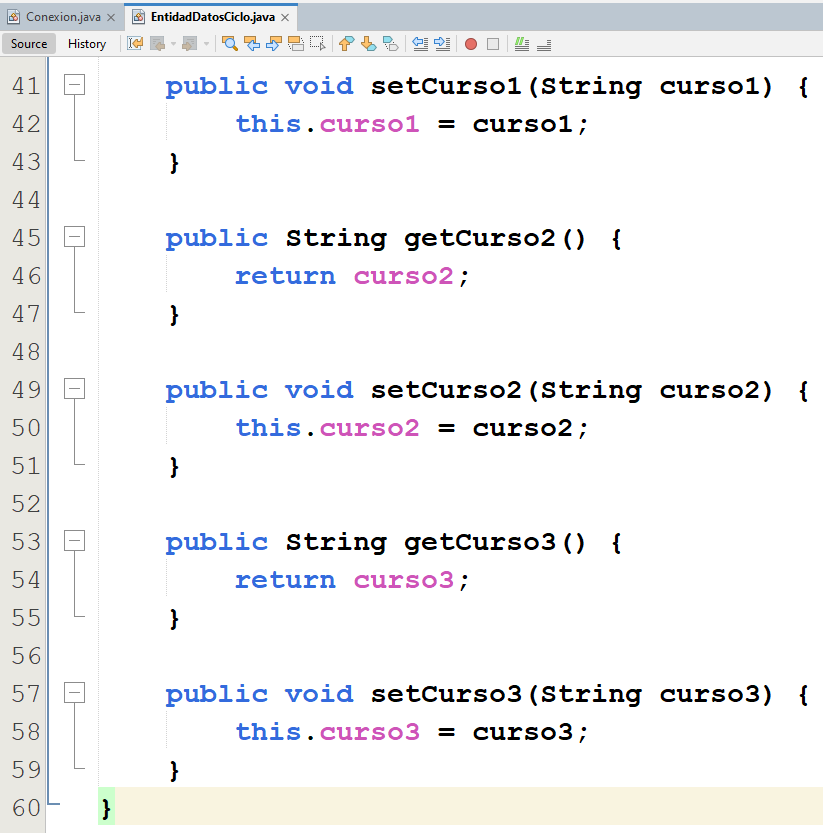 Conexion.java EntidadDatosCiclo.java
Source History
41 public void setCurso1(String curso1) {
42 this.curso1 = curso1;
43 }
44
45 public String getCurso2() {
46 return curso2;
47 }
48
49 public void setCurso2(String curso2) {
50 this.curso2 = curso2;
51 }
52
53 public String getCurso3() {
54 return curso3;
55 }
56
57 public void setCurso3(String curso3) {
58 this.curso3 = curso3;
59 }
60 }